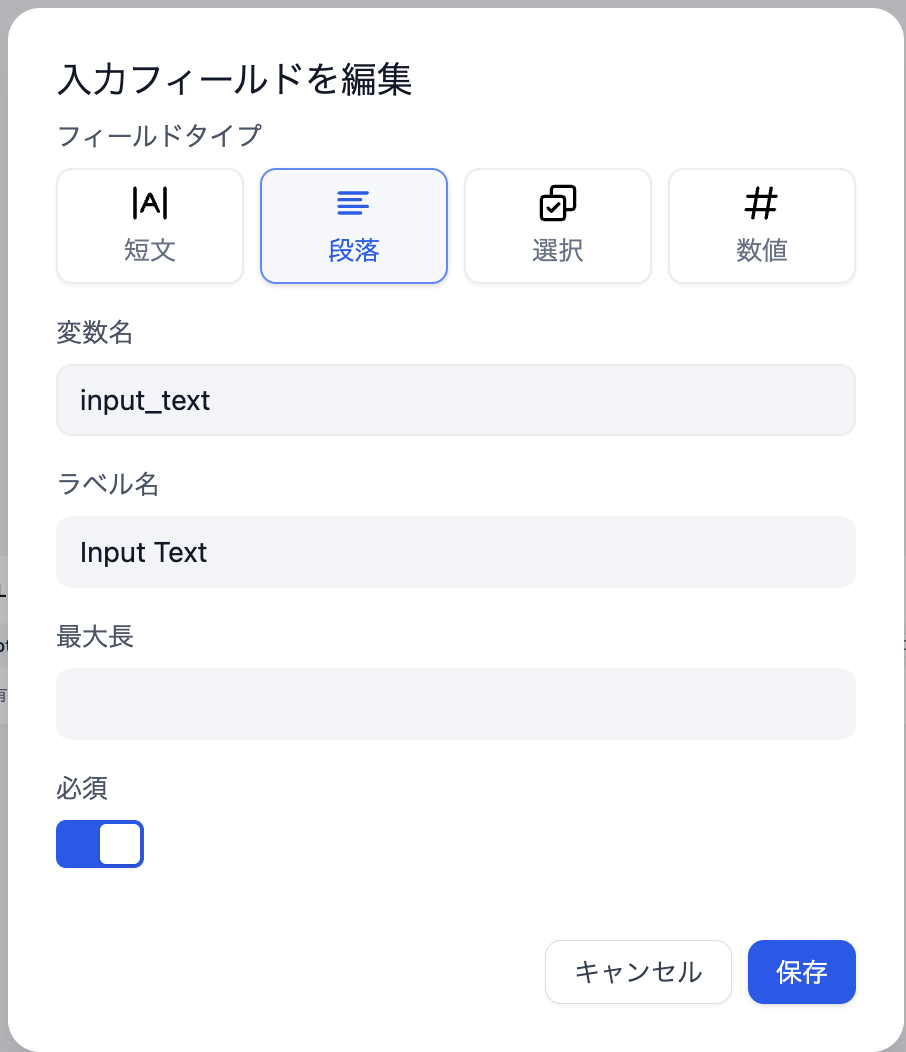 入力フィールドを編集
フィールドタイプ
短文
段落
選択
数値
変数名
input_text
ラベル名
Input Text
最大長
必須
キャンセル
保存